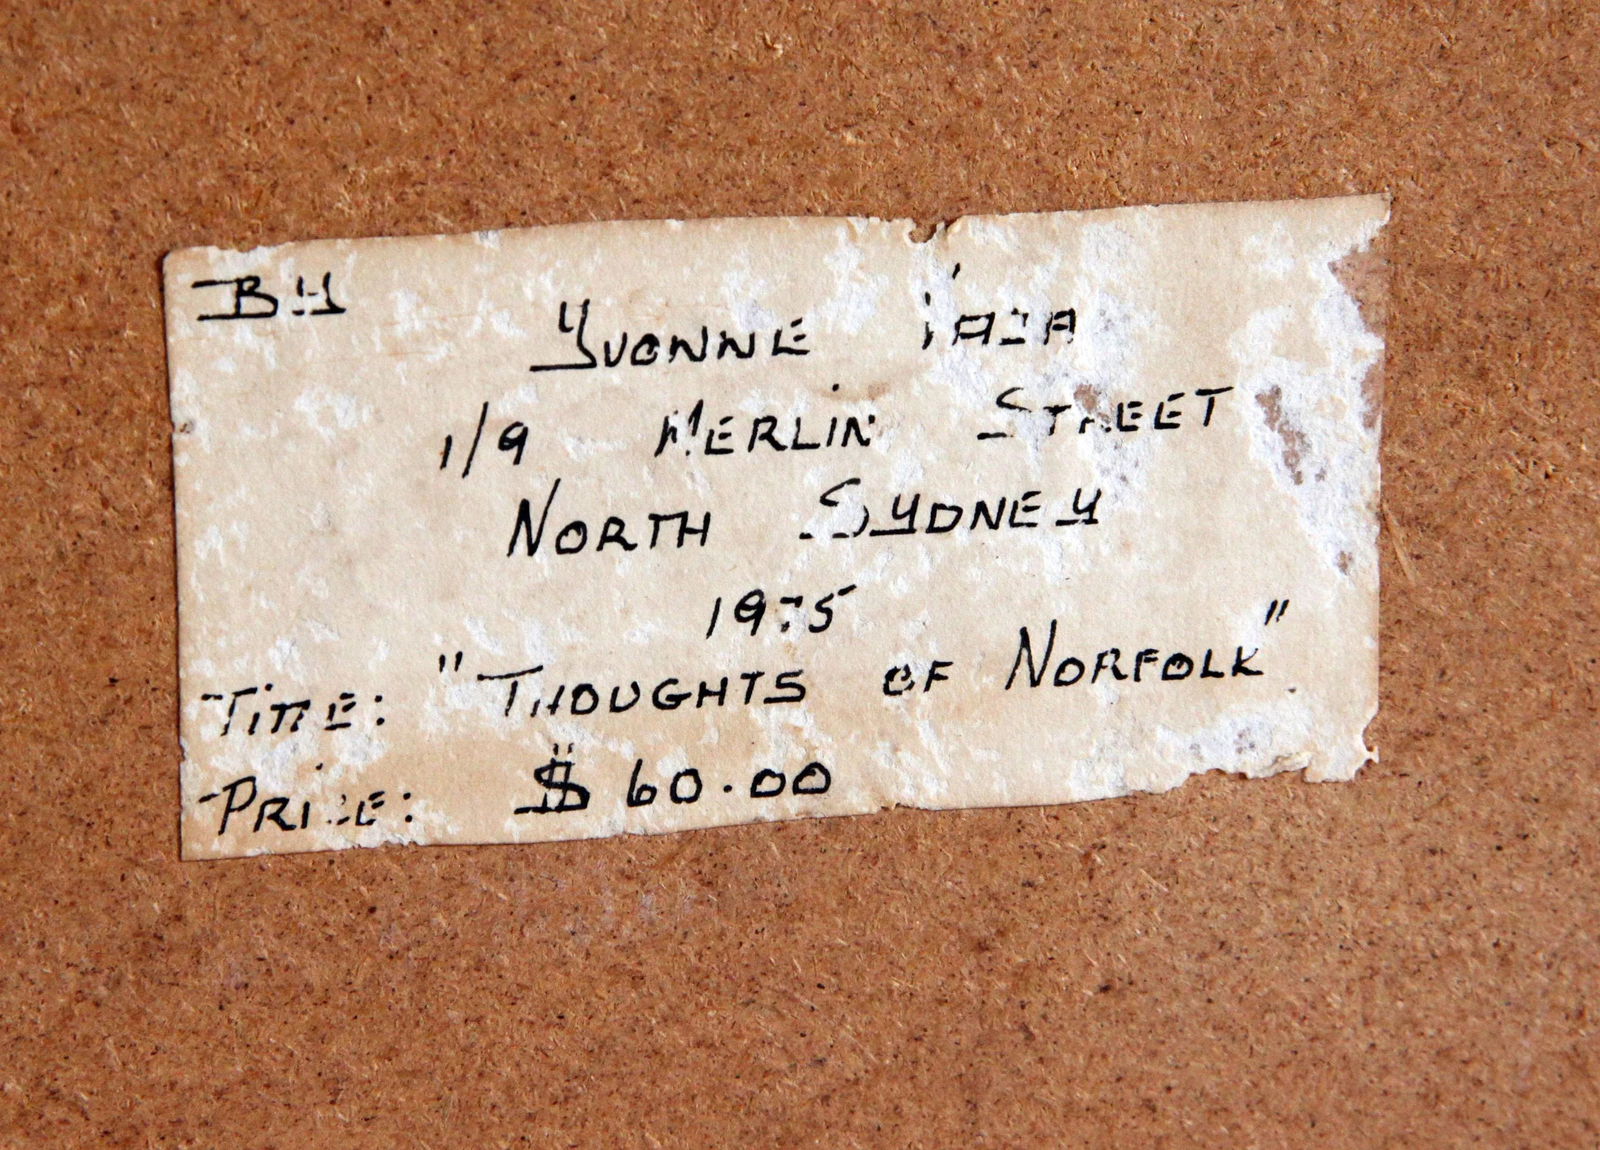 By
Yvonne
1/9 Merlin Street
North Sydney
1975
Title: "Thoughts of Norfolk"
Price: $60.00